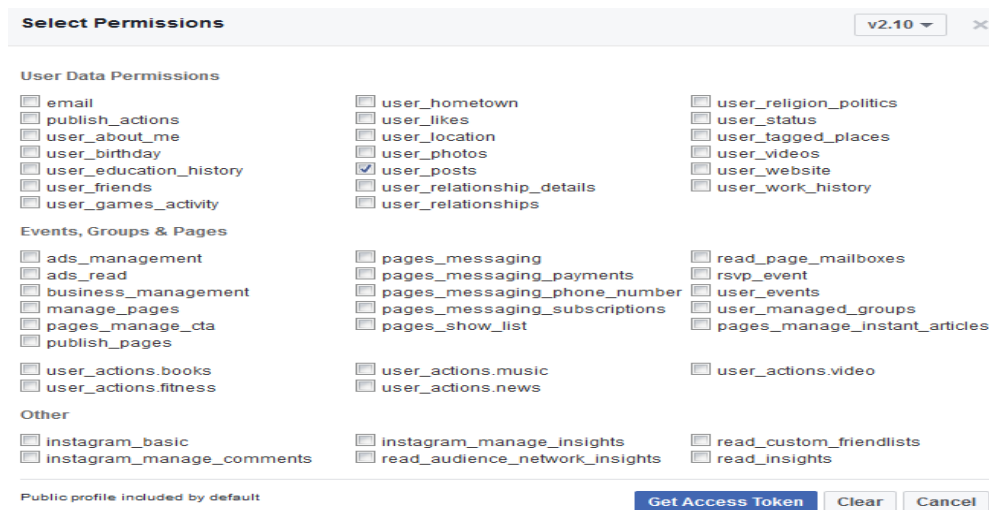 Select Permissions v2.10
User Data Permissions
email user_hometown user_religion_politics
publish_actions user_likes user_status
user_about_me user_location user_tagged_places
user_birthday user_photos user_videos
user_education_history user_posts user_website
user_friends user_relationship_details user_work_history
user_games_activity user_relationships
Events, Groups & Pages
ads_management pages_messaging read_page_mailboxes
ads_read pages_messaging_payments rsvp_event
business_management pages_messaging_phone_number user_events
manage_pages pages_messaging_subscriptions user_managed_groups
pages_manage_cta pages_show_list pages_manage_instant_articles
publish_pages
user_actions.books user_actions.music user_actions.video
user_actions.fitness user_actions.news
Other
instagram_basic instagram_manage_insights read_custom_friendlists
instagram_manage_comments read_audience_network_insights read_insights
Public profile included by default Get Access Token Clear Cancel